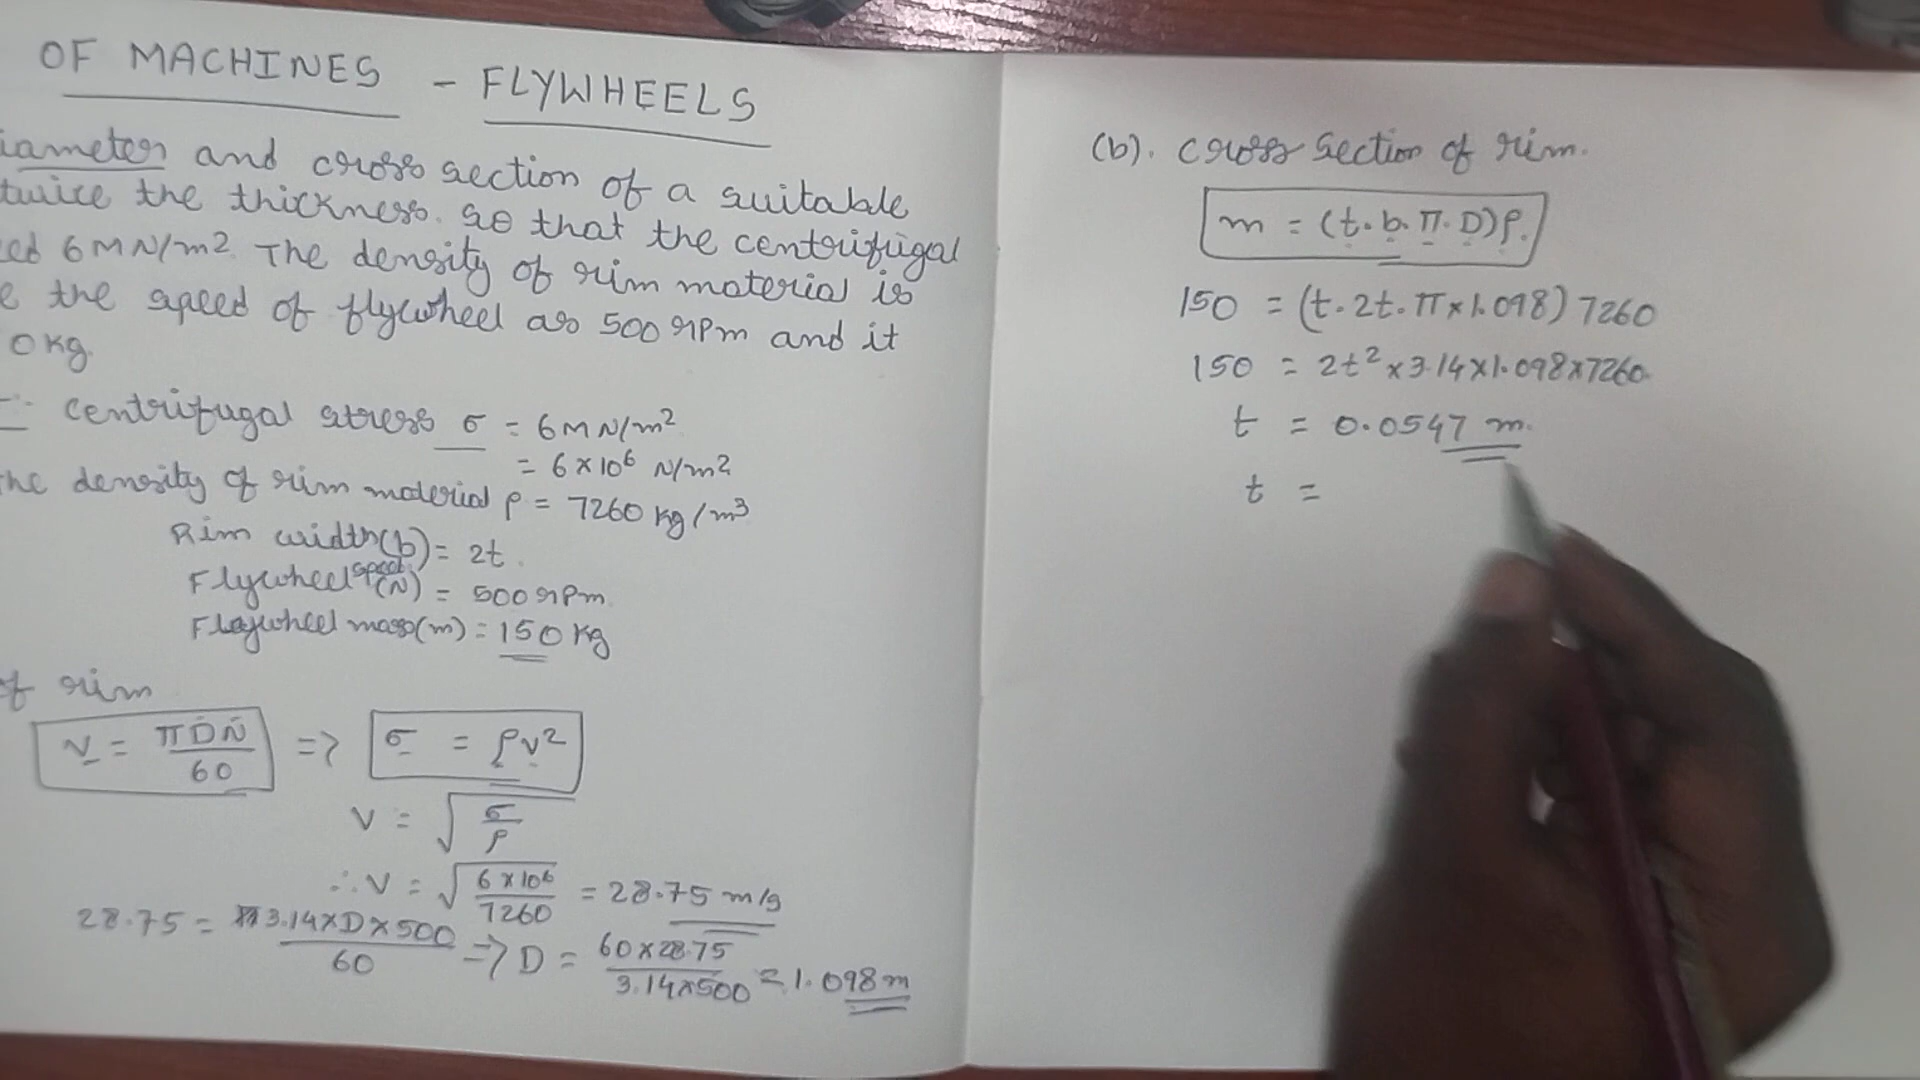 OF MACHINES - FLYWHEELS
iameter and cross section of a suitable
twice the thickness. so that the centrifugal
ed 6MN/m2. The density of rim material is
e the speed of flywheel as 500 rpm and it
0 kg.
centrifugal stress σ = 6MN/m²
= 6×10⁶ N/m²
the density of rim material ρ = 7260 kg/m³
Rim width(b) = 2t.
Flywheel speed (N) = 500 rpm
Flywheel mass(m) = 150 kg
of rim
v = πDN/60 => σ = ρv²
V = √(σ/ρ)
∴ V = √(6×10⁶/7260) = 28.75 m/s
28.75 = 3.14×D×500/60 => D = 60×28.75/3.14×500 = 1.098 m
(b). cross section of rim.
m = (t.b.π.D)ρ.
150 = (t.2t.π×1.098) 7260
150 = 2t² ×3.14×1.098×7260
t = 0.0547 m.
t =